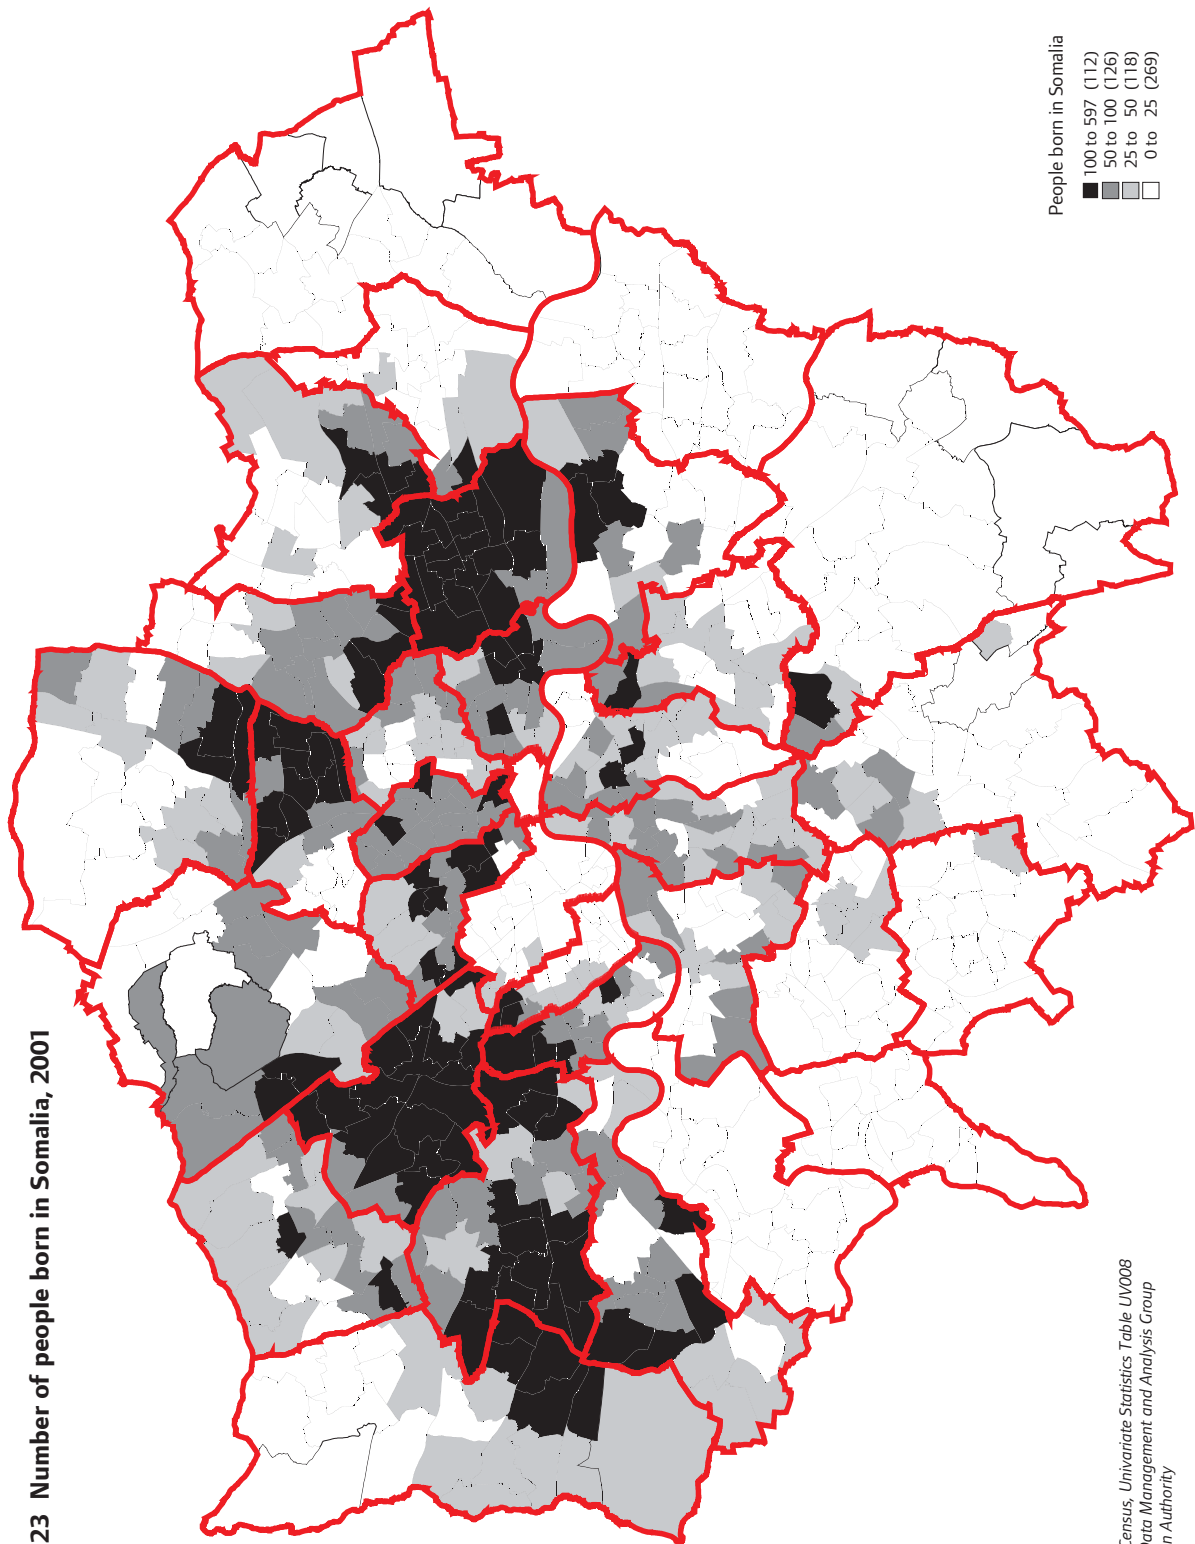 23 Number of people born in Somalia, 2001
People born in Somalia
100 to 597 (112)
50 to 100 (126)
25 to 50 (118)
0 to 25 (269)
Census, Univariate Statistics Table UV008
Data Management and Analysis Group
n Authority